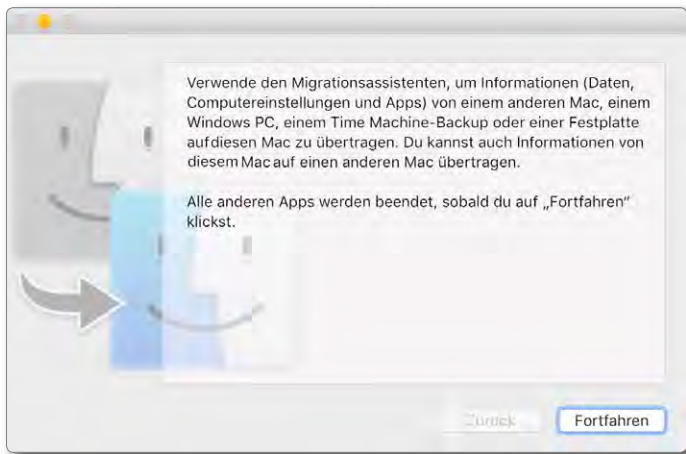 Verwende den Migrationsassistenten, um Informationen (Daten,
Computereinstellungen und Apps) von einem anderen Mac, einem
Windows PC, einem Time Machine-Backup oder einer Festplatte
auf diesen Mac zu übertragen. Du kannst auch Informationen von
diesem Mac auf einen anderen Mac übertragen.
Alle anderen Apps werden beendet, sobald du auf „Fortfahren“
klickst.
Zurück
Fortfahren